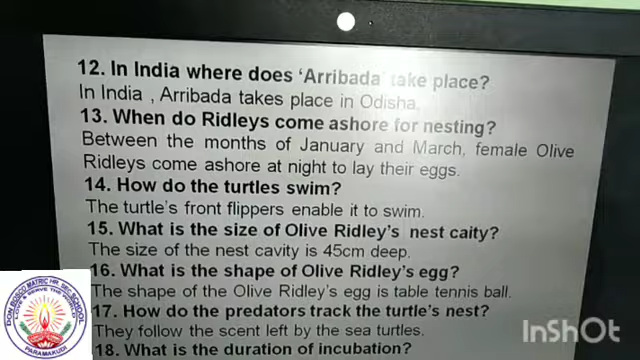 12. In India where does ‘Arribada’ take place?
In India , Arribada takes place in Odisha.
13. When do Ridleys come ashore for nesting?
Between the months of January and March, female Olive
Ridleys come ashore at night to lay their eggs.
14. How do the turtles swim?
The turtle's front flippers enable it to swim.
15. What is the size of Olive Ridley's nest caity?
The size of the nest cavity is 45cm deep.
16. What is the shape of Olive Ridley's egg?
The shape of the Olive Ridley's egg is table tennis ball.
17. How do the predators track the turtle's nest?
They follow the scent left by the sea turtles.
18. What is the duration of incubation?
DON BOSCO MATRIC HR. SEC SCHOOL
PARAMAKUDI
InShOt